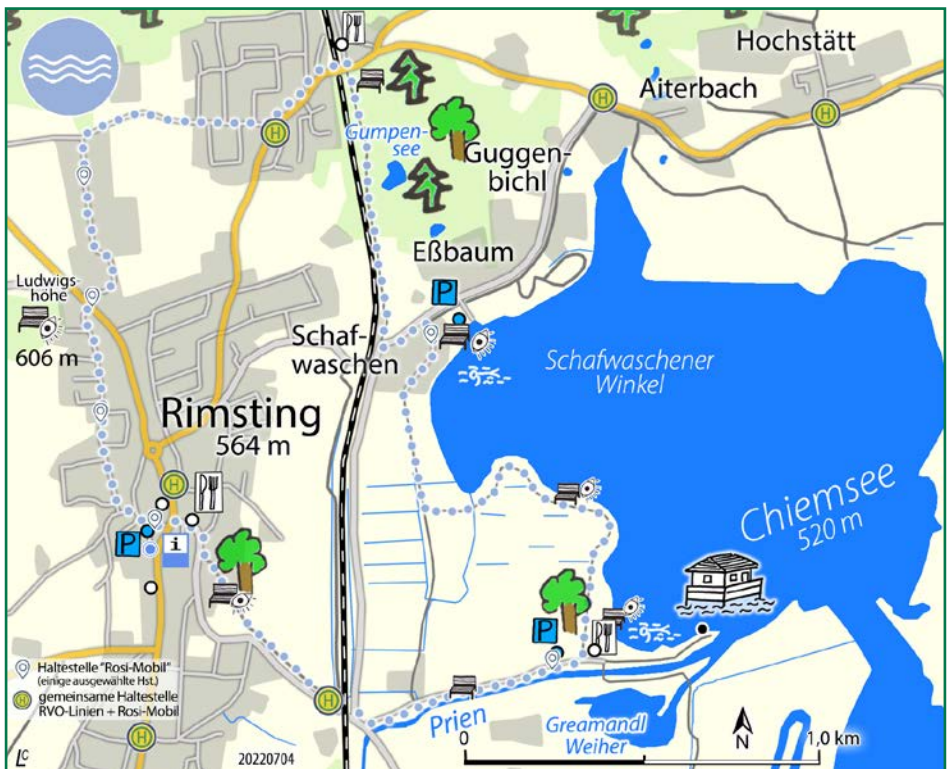 Hochstätt
Aiterbach
H
H
H
Gumpen-
see
Guggen-
bichl
Eßbaum
P
Ludwigs-
höhe
606 m
Schaf-
waschen
Schafwaschener
Winkel
Rimsting
564 m
H
Chiemsee
520 m
P
i
P
Haltestelle "Rosi-Mobil"
(einige ausgewählte Hst.)
H
gemeinsame Haltestelle
RVO-Linien + Rosi-Mobil
H
H
Prien
Greamandl
Weiher
N
0
1,0 km
Lc
20220704